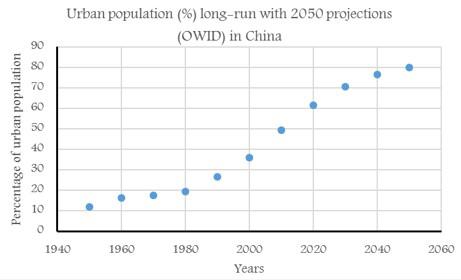 Urban population (%) long-run with 2050 projections
(OWID) in China
Percentage of urban population
90
80
70
60
50
40
30
20
10
0
1940 1960 1980 2000 2020 2040 2060
Years